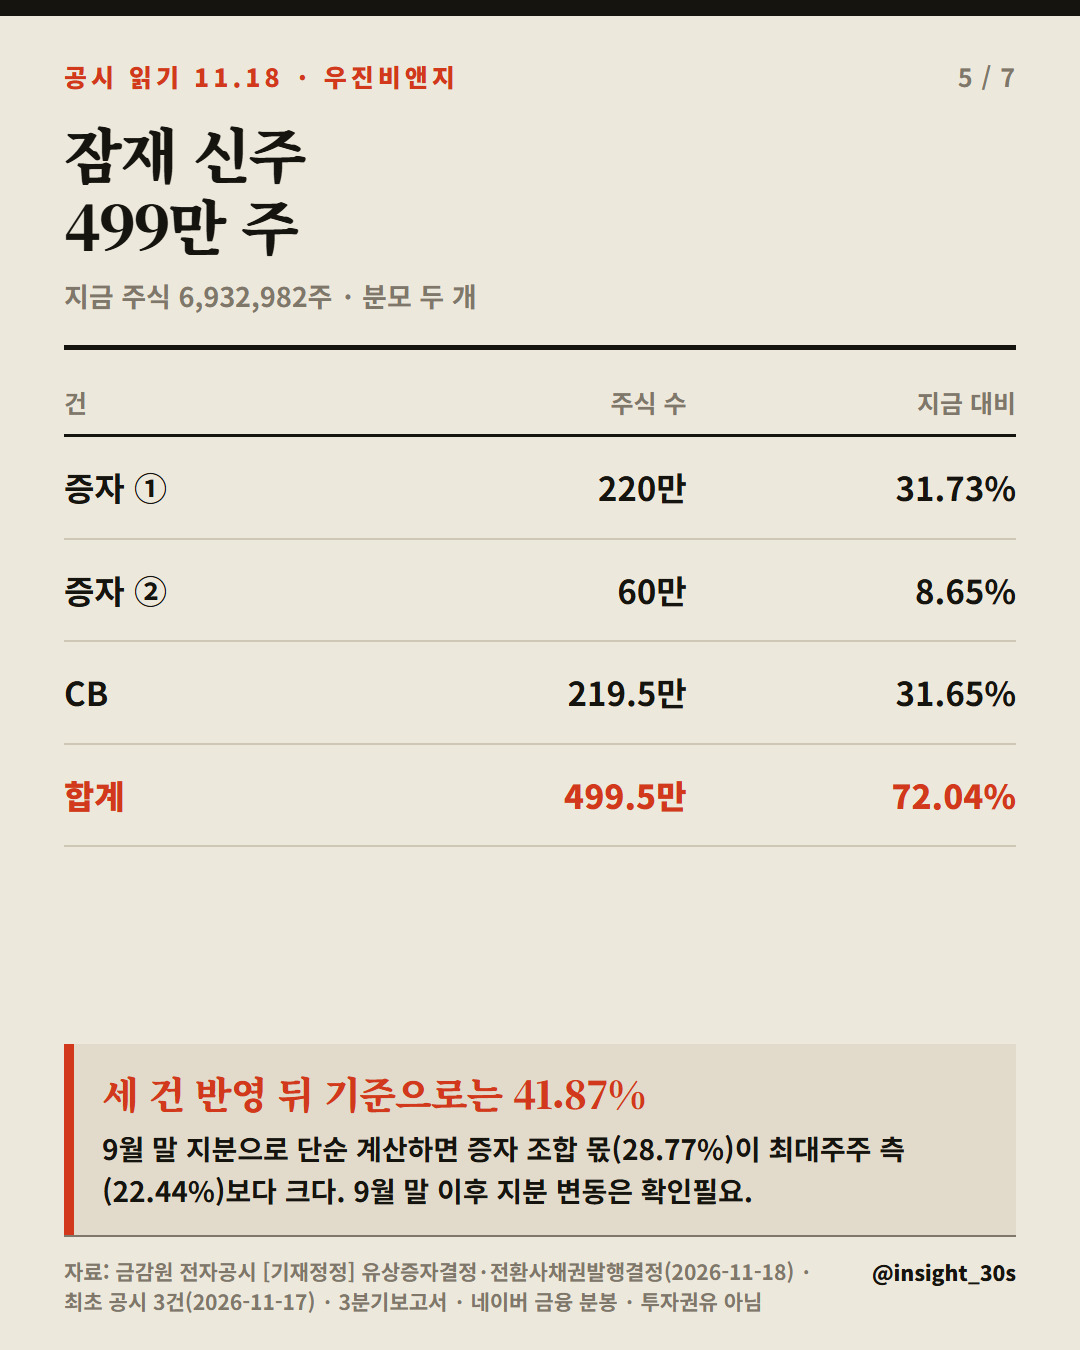 공시 읽기 11.18 · 우진비앤지
5 / 7
잠재 신주
499만 주
지금 주식 6,932,982주 · 분모 두 개
건 주식 수 지금 대비
증자 ① 220만 31.73%
증자 ② 60만 8.65%
CB 219.5만 31.65%
합계 499.5만 72.04%
세 건 반영 뒤 기준으로는 41.87%
9월 말 지분으로 단순 계산하면 증자 조합 몫(28.77%)이 최대주주 측
(22.44%)보다 크다. 9월 말 이후 지분 변동은 확인필요.
자료: 금감원 전자공시 [기재정정] 유상증자결정·전환사채권발행결정(2026-11-18) ·
최초 공시 3건(2026-11-17) · 3분기보고서 · 네이버 금융 분봉 · 투자권유 아님
@insight_30s